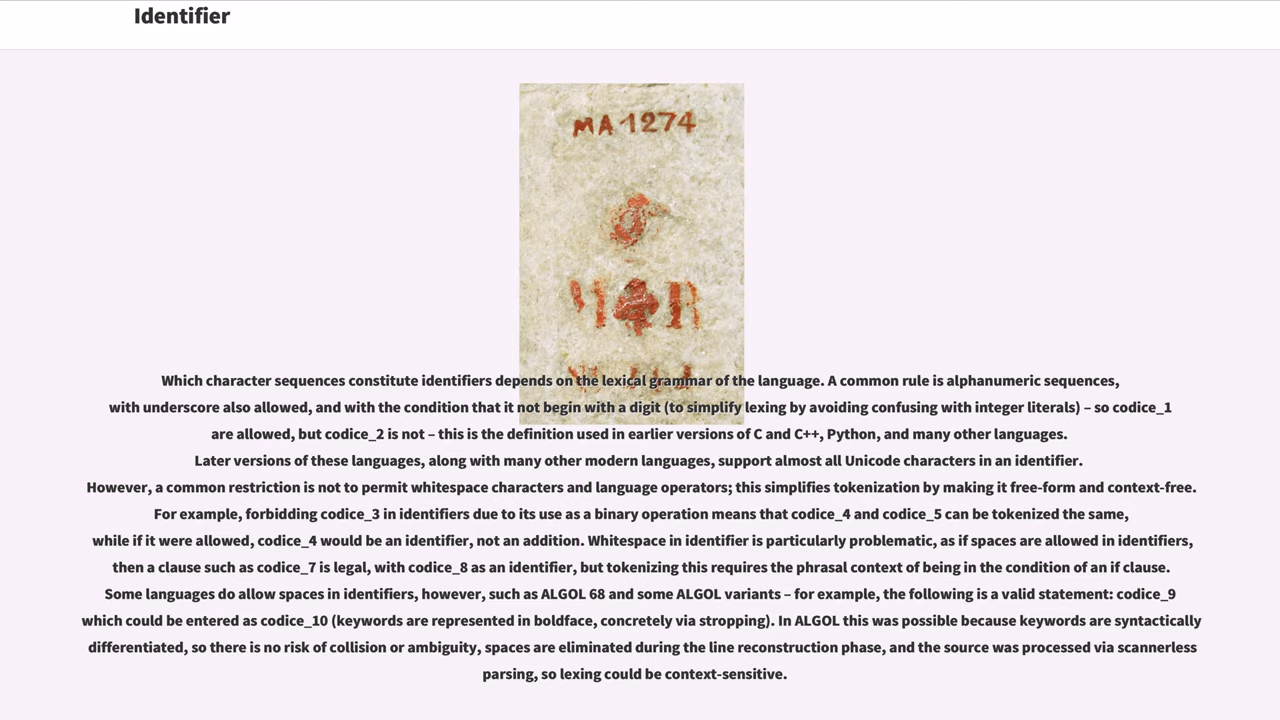 Identifier
MA 1274
Which character sequences constitute identifiers depends on the lexical grammar of the language. A common rule is alphanumeric sequences,
with underscore also allowed, and with the condition that it not begin with a digit (to simplify lexing by avoiding confusing with integer literals) – so codice_1
are allowed, but codice_2 is not – this is the definition used in earlier versions of C and C++, Python, and many other languages.
Later versions of these languages, along with many other modern languages, support almost all Unicode characters in an identifier.
However, a common restriction is not to permit whitespace characters and language operators; this simplifies tokenization by making it free-form and context-free.
For example, forbidding codice_3 in identifiers due to its use as a binary operation means that codice_4 and codice_5 can be tokenized the same,
while if it were allowed, codice_4 would be an identifier, not an addition. Whitespace in identifier is particularly problematic, as if spaces are allowed in identifiers,
then a clause such as codice_7 is legal, with codice_8 as an identifier, but tokenizing this requires the phrasal context of being in the condition of an if clause.
Some languages do allow spaces in identifiers, however, such as ALGOL 68 and some ALGOL variants – for example, the following is a valid statement: codice_9
which could be entered as codice_10 (keywords are represented in boldface, concretely via stropping). In ALGOL this was possible because keywords are syntactically
differentiated, so there is no risk of collision or ambiguity, spaces are eliminated during the line reconstruction phase, and the source was processed via scannerless
parsing, so lexing could be context-sensitive.